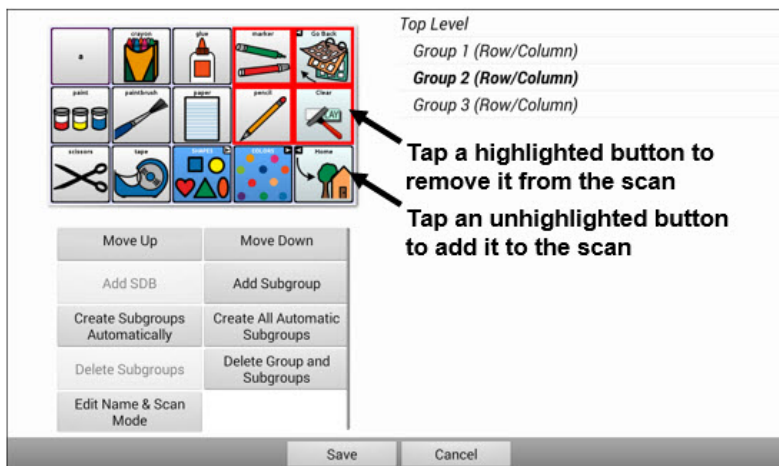 a
crayon
glue
marker
Go Back
paint
paintbrush
paper
pencil
Clear
LAY
scissors
tape
SHAPES
COLORS
Home
Top Level
Group 1 (Row/Column)
Group 2 (Row/Column)
Group 3 (Row/Column)
Tap a highlighted button to
remove it from the scan
Tap an unhighlighted button
to add it to the scan
Move Up
Move Down
Add SDB
Add Subgroup
Create Subgroups
Automatically
Create All Automatic
Subgroups
Delete Subgroups
Delete Group and
Subgroups
Edit Name & Scan
Mode
Save
Cancel